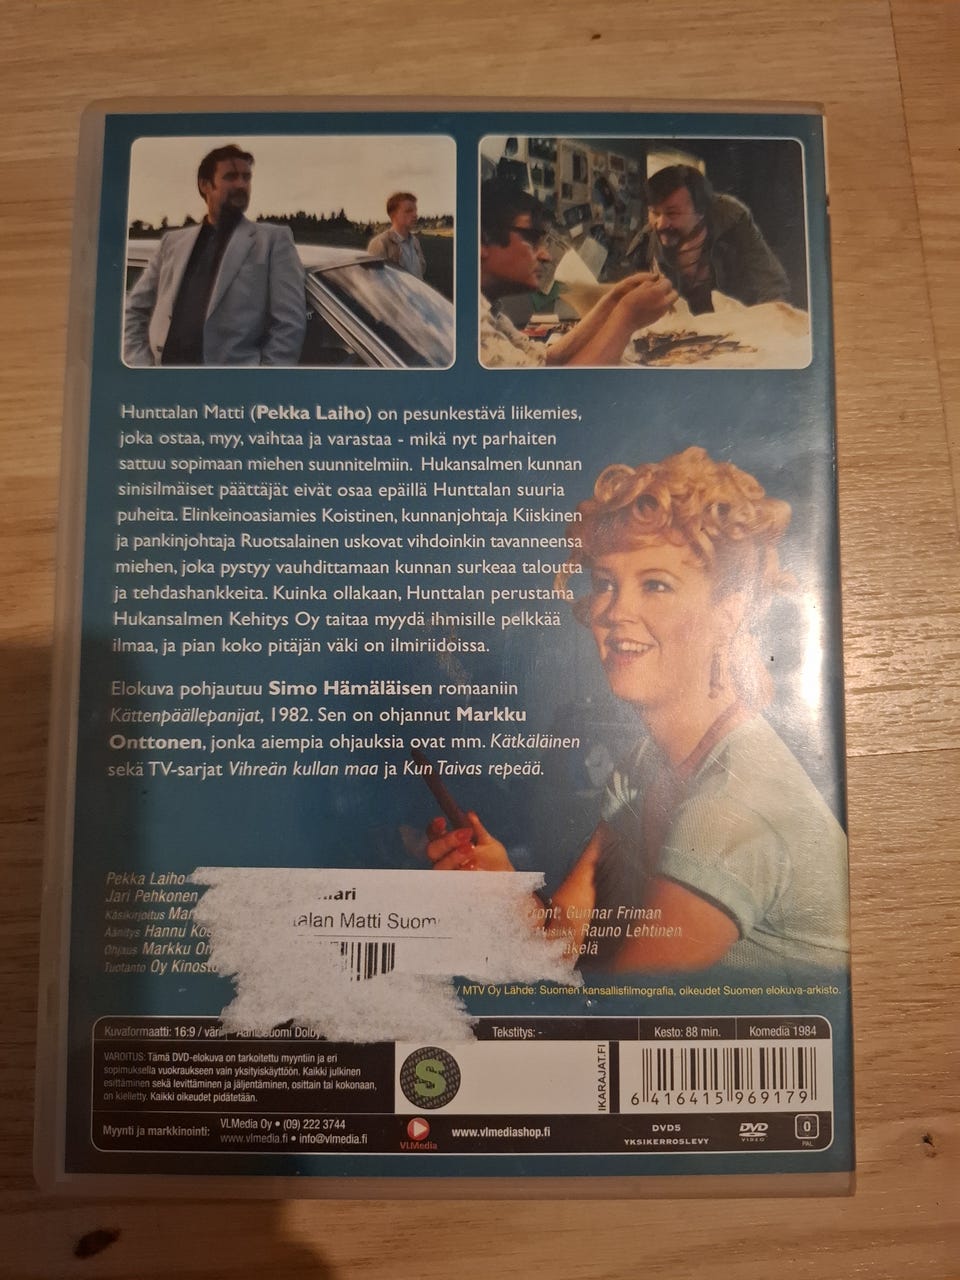 Hunttalan Matti (Pekka Laiho) on pesunkestävä liikemies,
joka ostaa, myy, vaihtaa ja varastaa - mikä nyt parhaiten
sattuu sopimaan miehen suunnitelmiin. Hukansalmen kunnan
sinisilmäiset päättäjät eivät osaa epäillä Hunttalan suuria
puheita. Elinkeinoasiamies Koistinen, kunnanjohtaja Kiiskinen
ja pankinjohtaja Ruotsalainen uskovat vihdoinkin tavanneensa
miehen, joka pystyy vauhdittamaan kunnan surkeaa taloutta
ja tehdashankkeita. Kuinka ollakaan, Hunttalan perustama
Hukansalmen Kehitys Oy taitaa myydä ihmisille pelkkää
ilmaa, ja pian koko pitäjän väki on ilmiriidoissa.
Elokuva pohjautuu Simo Hämäläisen romaaniin
Kättenpäällepanijat, 1982. Sen on ohjannut Markku
Onttonen, jonka aiempia ohjauksia ovat mm. Kätkäläinen
sekä TV-sarjat Vihreän kullan maa ja Kun Taivas repeää.
Pekka Laiho
Jari Pehkonen
Käsikirjoitus
Gunnar Friman
Äänitys Hannu
Musiikki Rauno Lehtinen
Ohjaus Markku
Tuotanto Oy
alan Matti Suom
/ MTV Oy Lähde: Suomen kansallisfilmografia, oikeudet Suomen elokuva-arkisto.
Kuvaformaatti: 16:9 / väri
Tekstitys: -
Kesto: 88 min.
Komedia 1984
VAROITUS: Tämä DVD-elokuva on tarkoitettu myyntiin ja eri
sopimuksella vuokraukseen vain yksityiskäyttöön. Kaikki julkinen
esittäminen sekä levittäminen ja jäljentäminen, osittain tai kokonaan,
on kielletty. Kaikki oikeudet pidätetään.
S
IKARAJAT.FI
6 416415 969179
Myynti ja markkinointi:
VLMedia Oy • (09) 222 3744
www.vlmedia.fi • info@vlmedia.fi
VLMedia
www.vlmediashop.fi
DVD5
YKSIKERROSLEVY
DVD
VIDEO
0
PAL